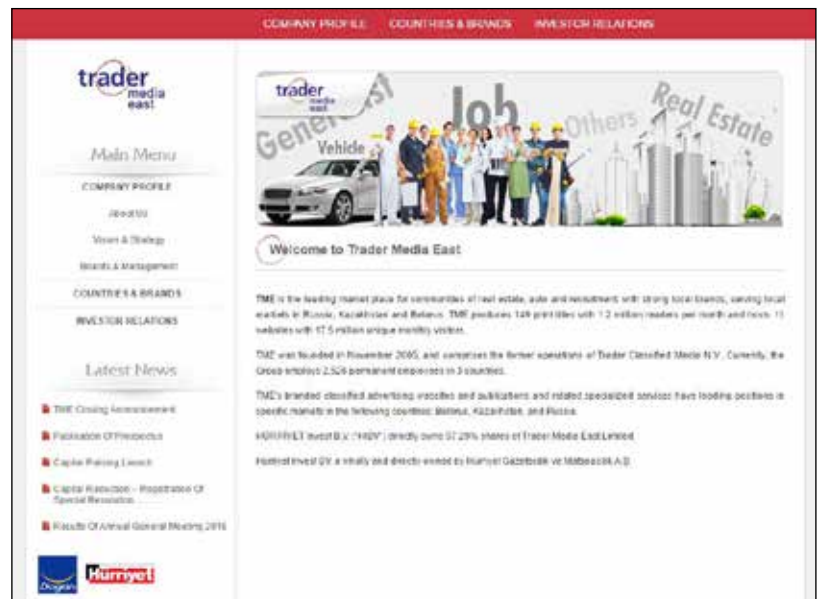 COMPANY PROFILE COUNTRIES & BRANDS INVESTOR RELATIONS
trader
media
east
Main Menu
COMPANY PROFILE
About Us
Vision & Strategy
Boards & Management
COUNTRIES & BRANDS
INVESTOR RELATIONS
Latest News
TME Closing Announcement
Publication Of Prospectus
Capital Raising Launch
Capital Reduction – Registration Of
Special Resolution
Results Of Annual General Meeting 2016
Dogan
Hürriyet
trader
media
east
General List
Vehicle
Job
Others
Real Estate
Welcome to Trader Media East
TME is the leading market place for communities of real estate, auto and recruitment with strong local brands, serving local
markets in Russia, Kazakhstan and Belarus. TME produces 149 print titles with 1.2 million readers per month and hosts 11
websites with 17.5 million unique monthly visitors.
TME was founded in November 2005, and comprises the former operations of Trader Classified Media N.V. Currently, the
Group employs 2,526 permanent employees in 3 countries.
TME's branded classified advertising websites and publications and related specialized services have leading positions in
specific markets in the following countries: Belarus, Kazakhstan, and Russia.
HURRIYET Invest B.V. ("HIBV") directly owns 97.29% shares of Trader Media East Limited
Hurriyet Invest BV. a wholly and directly owned by Hurriyet Gazetecilik ve Matbaacilik A.S.